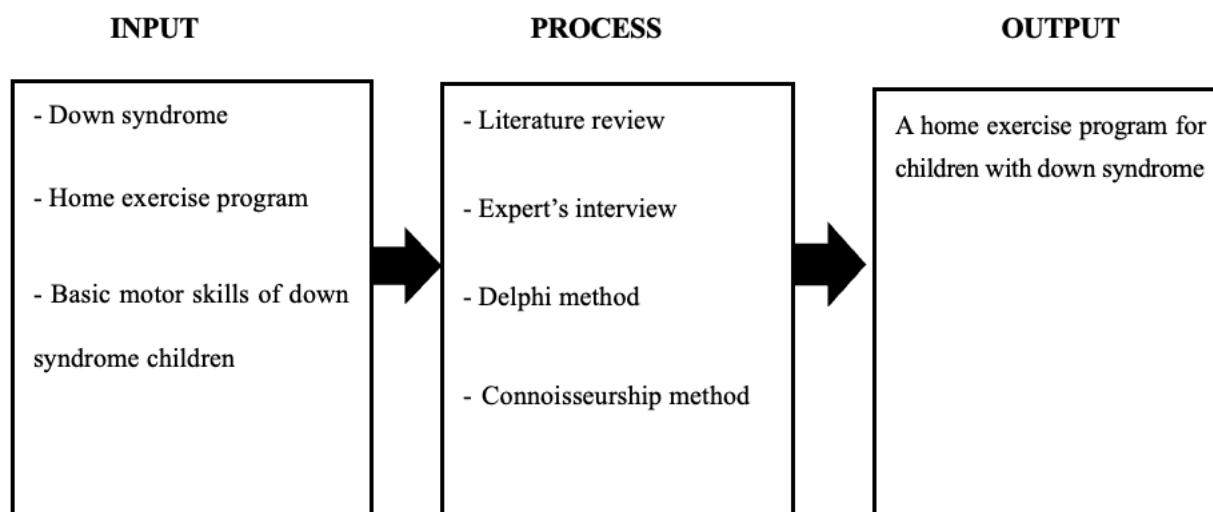 INPUT
- Down syndrome
- Home exercise program
- Basic motor skills of down
syndrome children
PROCESS
- Literature review
- Expert’s interview
- Delphi method
- Connoisseurship method
OUTPUT
A home exercise program for
children with down syndrome